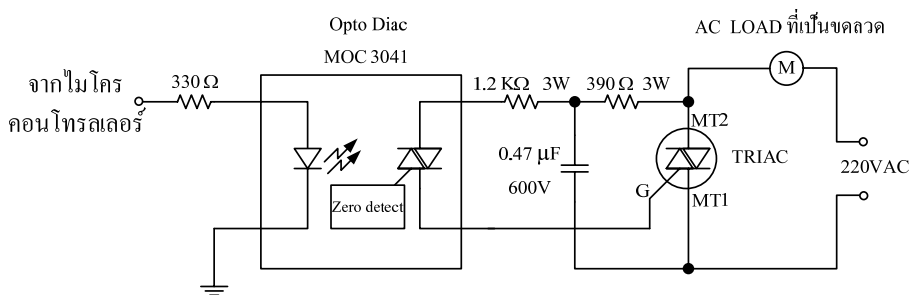 Opto Diac
MOC 3041
AC LOAD ที่เป็นขดลวด
จากไมโคร
คอนโทรลเลอร์
330 Ω
1.2 KΩ 3W
390 Ω 3W
M
MT2
TRIAC
0.47 μF
600V
220VAC
G
MT1
Zero detect